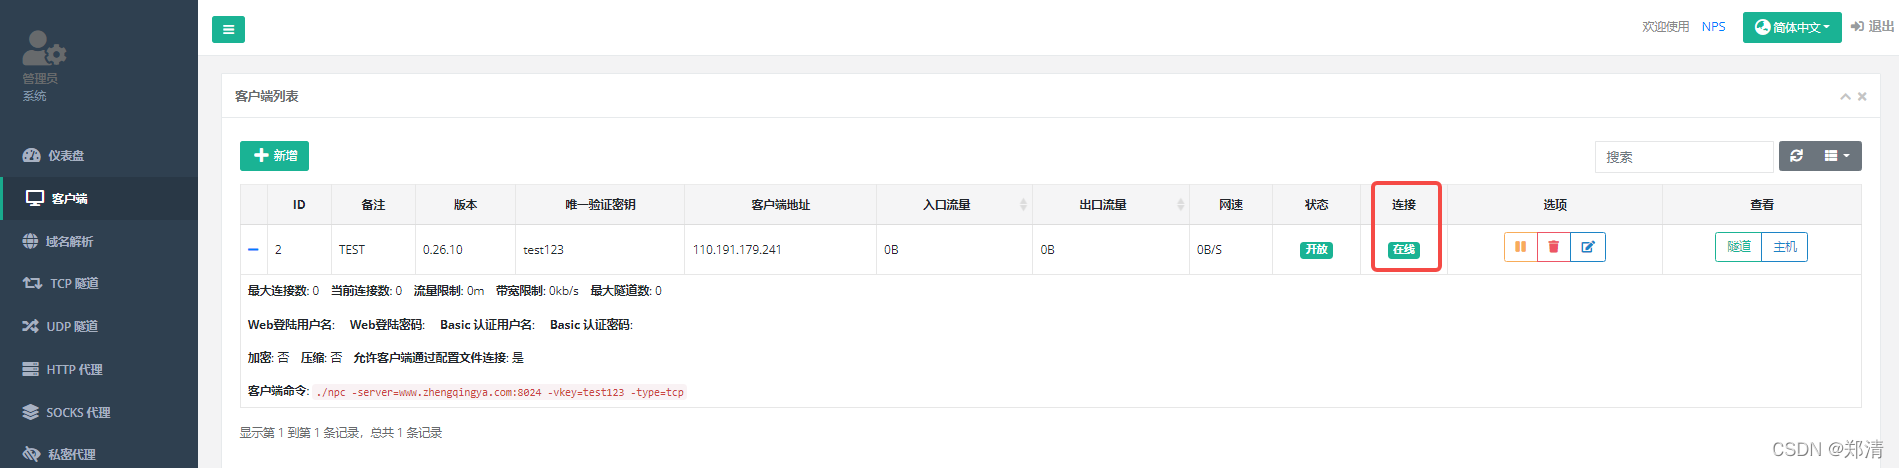 管理员
系统
仪表盘
客户端
域名解析
TCP 隧道
UDP 隧道
HTTP 代理
SOCKS 代理
私密代理
欢迎使用 NPS 简体中文 退出
客户端列表
新增 搜索
ID 备注 版本 唯一验证密钥 客户端地址 入口流量 出口流量 网速 状态 连接 选项 查看
2 TEST 0.26.10 test123 110.191.179.241 0B 0B 0B/S 开放 在线 隧道 主机
最大连接数: 0 当前连接数: 0 流量限制: 0m 带宽限制: 0kb/s 最大隧道数: 0
Web登陆用户名: Web登陆密码: Basic 认证用户名: Basic 认证密码:
加密: 否 压缩: 否 允许客户端通过配置文件连接: 是
客户端命令: ./npc -server=www.zhengqingya.com:8024 -vkey=test123 -type=tcp
显示第 1 到第 1 条记录，总共 1 条记录
CSDN @郑清